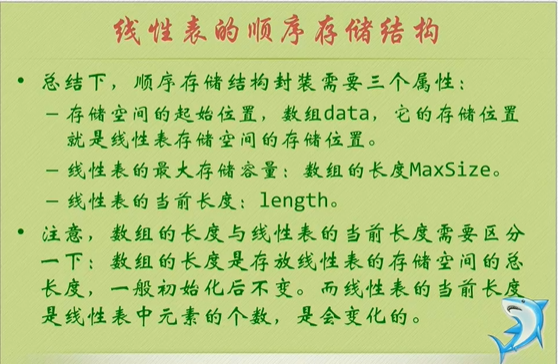 线性表的顺序存储结构
• 总结下，顺序存储结构封装需要三个属性：
– 存储空间的起始位置，数组data，它的存储位置
就是线性表存储空间的存储位置。
– 线性表的最大存储容量：数组的长度MaxSize。
– 线性表的当前长度：length。
• 注意，数组的长度与线性表的当前长度需要区分
一下：数组的长度是存放线性表的存储空间的总
长度，一般初始化后不变。而线性表的当前长度
是线性表中元素的个数，是会变化的。